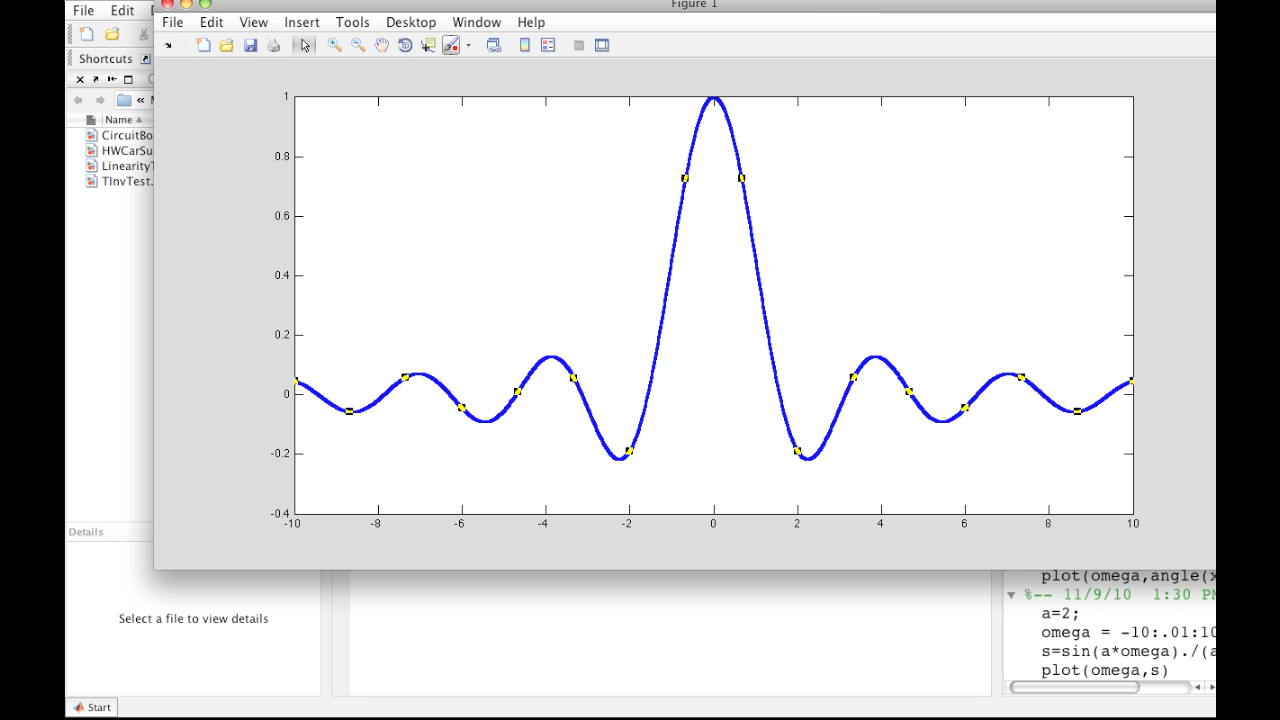 File Edit
Figure 1
File Edit View Insert Tools Desktop Window Help
Shortcuts
«
Name
CircuitBo
HWCarSu
LinearityT
TInvTest.
1
0.8
0.6
0.4
0.2
0
-0.2
-0.4
-10 -8 -6 -4 -2 0 2 4 6 8 10
Details
Select a file to view details
plot(omega,angle(x
%-- 11/9/10 1:30 PM
a=2;
omega = -10:.01:10
s=sin(a*omega)./(a
plot(omega,s)
Start